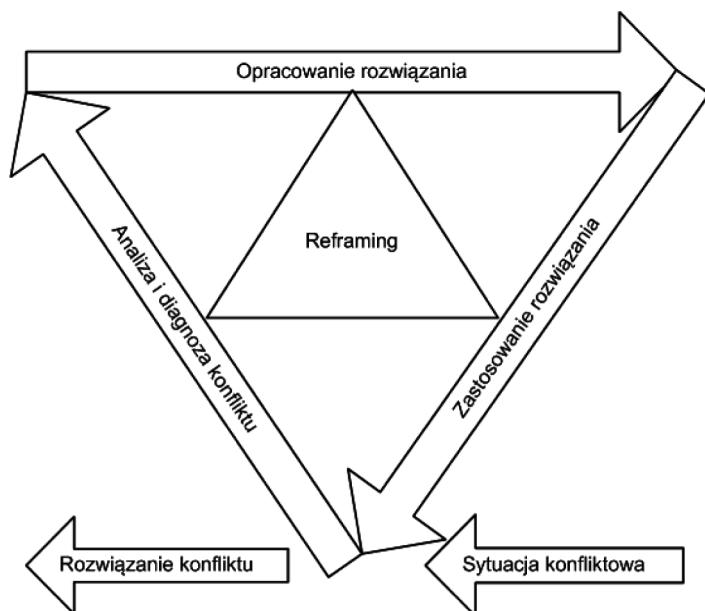 Opracowanie rozwiązania
Reframing
Analiza i diagnoza konfliktu
Zastosowanie rozwiązania
Rozwiązanie konfliktu
Sytuacja konfliktowa